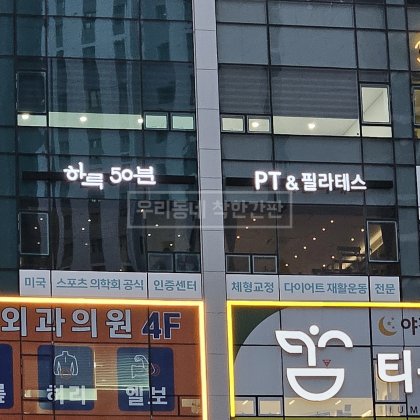 하루 50분 PT & 필라테스
우리동네 착한간판
미국 스포츠 의학회 공식 인증센터 체형교정 다이어트 재활운동 전문
외과의원 4F
허리 엘보